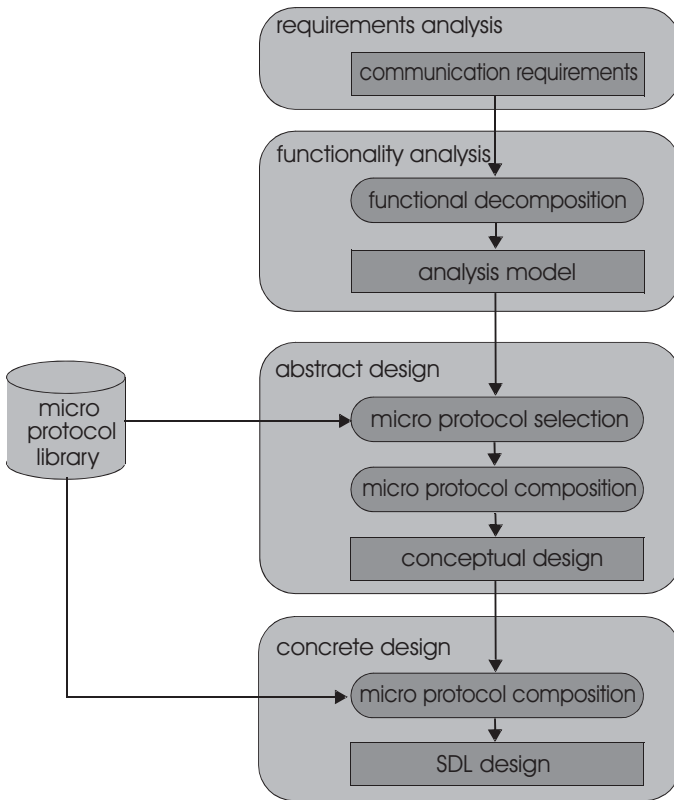 requirements analysis
communication requirements
functionality analysis
functional decomposition
analysis model
abstract design
micro
protocol
library
micro protocol selection
micro protocol composition
conceptual design
concrete design
micro protocol composition
SDL design